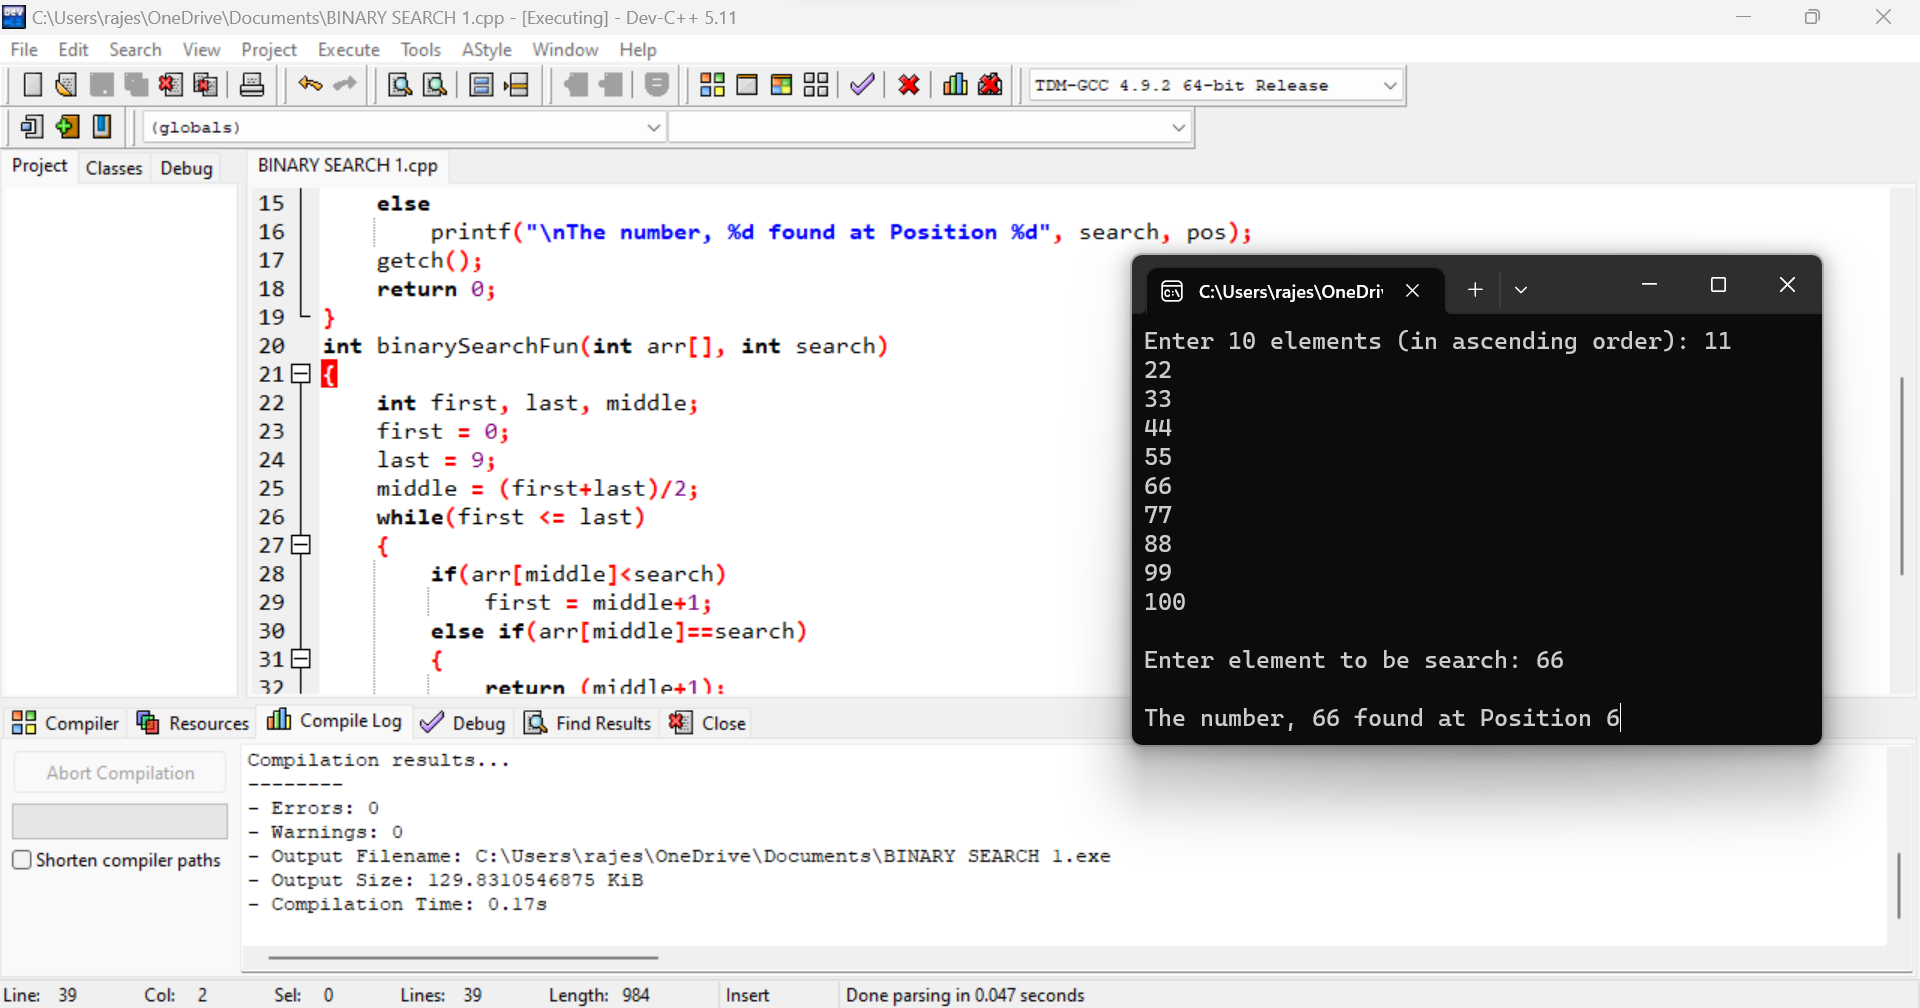 C:\Users\rajes\OneDrive\Documents\BINARY SEARCH 1.cpp - [Executing] - Dev-C++ 5.11
File Edit Search View Project Execute Tools AStyle Window Help
TDM-GCC 4.9.2 64-bit Release
(globals)
Project Classes Debug
BINARY SEARCH 1.cpp
15 else
16 printf("\nThe number, %d found at Position %d", search, pos);
17 getch();
18 return 0;
19 }
20 int binarySearchFun(int arr[], int search)
21 {
22 int first, last, middle;
23 first = 0;
24 last = 9;
25 middle = (first+last)/2;
26 while(first <= last)
27 {
28 if(arr[middle]<search)
29 first = middle+1;
30 else if(arr[middle]==search)
31 {
32 return (middle+1);
C:\Users\rajes\OneDri
Enter 10 elements (in ascending order): 11
22
33
44
55
66
77
88
99
100
Enter element to be search: 66
The number, 66 found at Position 6
Compiler Resources Compile Log Debug Find Results Close
Abort Compilation
Shorten compiler paths
Compilation results...
--------
- Errors: 0
- Warnings: 0
- Output Filename: C:\Users\rajes\OneDrive\Documents\BINARY SEARCH 1.exe
- Output Size: 129.8310546875 KiB
- Compilation Time: 0.17s
Line: 39 Col: 2 Sel: 0 Lines: 39 Length: 984 Insert Done parsing in 0.047 seconds